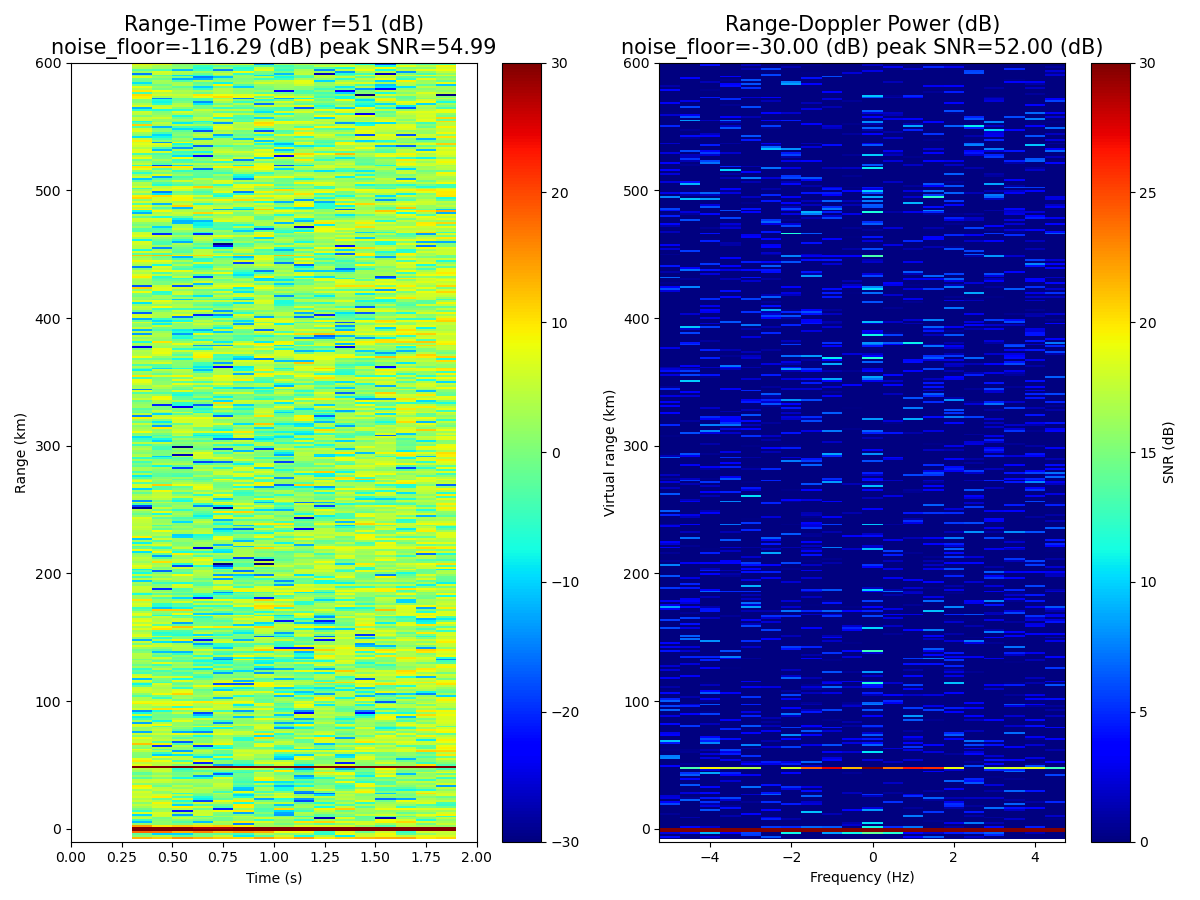 Range-Time Power f=51 (dB)
noise_floor=-116.29 (dB) peak SNR=54.99
600
500
400
300
200
100
0
Range (km)
0.00 0.25 0.50 0.75 1.00 1.25 1.50 1.75 2.00
Time (s)
30
20
10
0
−10
−20
−30
Range-Doppler Power (dB)
noise_floor=-30.00 (dB) peak SNR=52.00 (dB)
600
500
400
300
200
100
0
Virtual range (km)
−4 −2 0 2 4
Frequency (Hz)
30
25
20
15
10
5
0
SNR (dB)